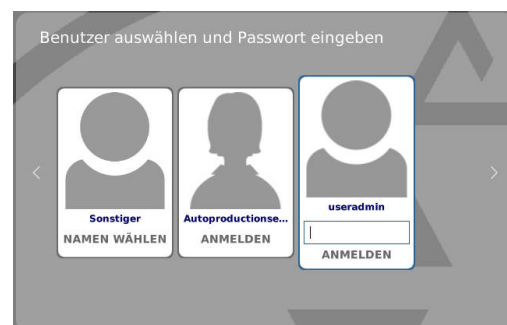 Benutzer auswählen und Passwort eingeben
Sonstiger
NAMEN WÄHLEN
Autoproductionse...
ANMELDEN
useradmin
ANMELDEN